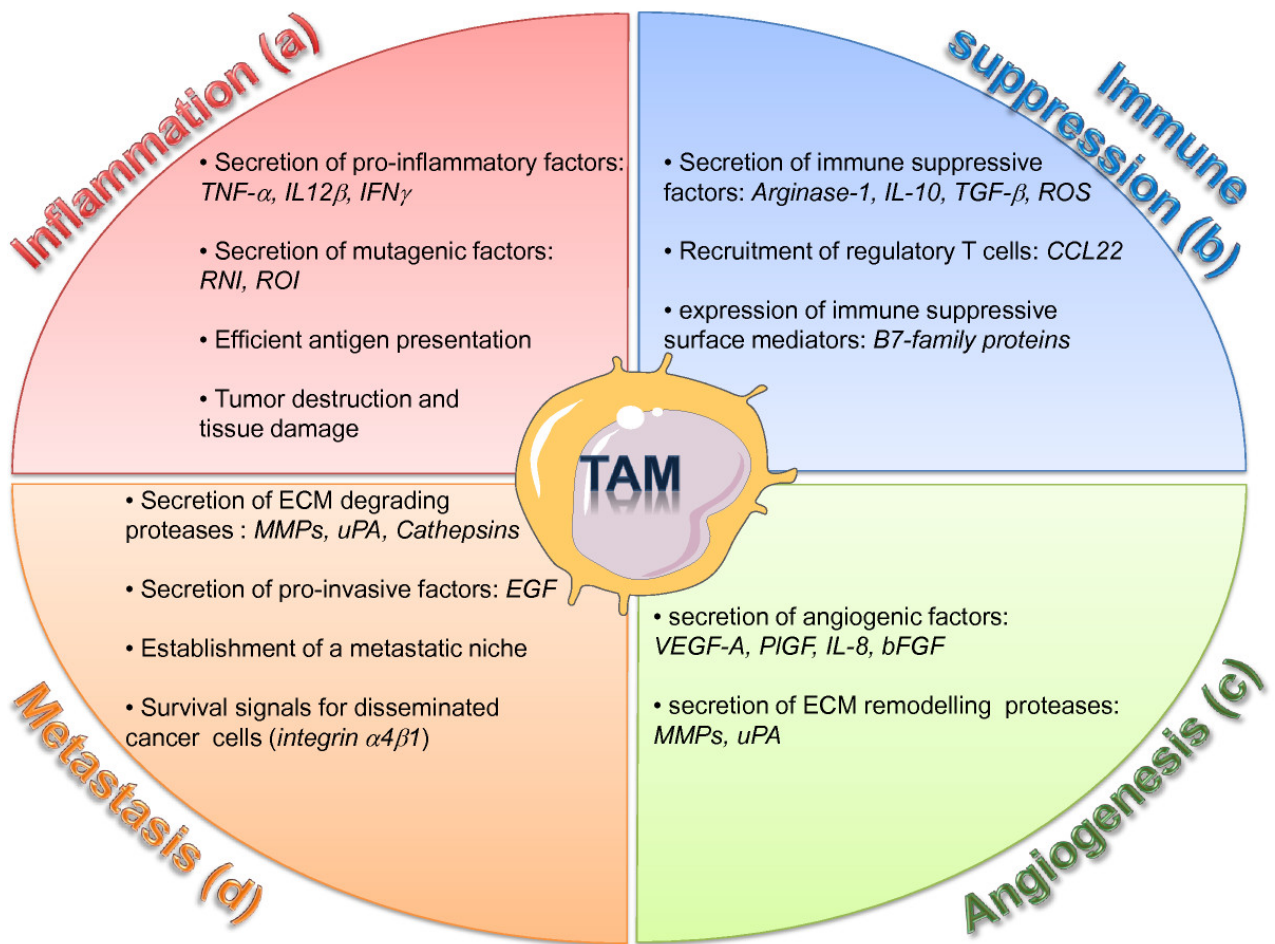 Inflammation (a)
• Secretion of pro-inflammatory factors:
TNF-α, IL12β, IFNγ
• Secretion of mutagenic factors:
RNI, ROI
• Efficient antigen presentation
• Tumor destruction and
tissue damage
Immune
suppression (b)
• Secretion of immune suppressive
factors: Arginase-1, IL-10, TGF-β, ROS
• Recruitment of regulatory T cells: CCL22
• expression of immune suppressive
surface mediators: B7-family proteins
TAM
• Secretion of ECM degrading
proteases : MMPs, uPA, Cathepsins
• Secretion of pro-invasive factors: EGF
• Establishment of a metastatic niche
• Survival signals for disseminated
cancer cells (integrin α4β1)
Metastasis (d)
• secretion of angiogenic factors:
VEGF-A, PlGF, IL-8, bFGF
• secretion of ECM remodelling proteases:
MMPs, uPA
Angiogenesis (c)